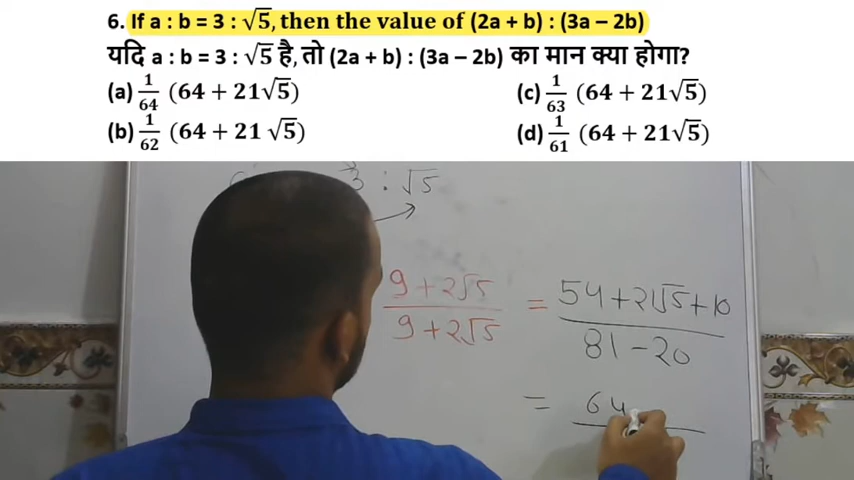 6. If a : b = 3 : √5, then the value of (2a + b) : (3a – 2b)
यदि a : b = 3 : √5 है, तो (2a + b) : (3a – 2b) का मान क्या होगा?
(a) 1/64 (64 + 21√5)
(c) 1/63 (64 + 21√5)
(b) 1/62 (64 + 21 √5)
(d) 1/61 (64 + 21√5)
3 : √5
9 + 2√5 / 9 + 2√5 = 54 + 21√5 + 10 / 81 - 20
= 64